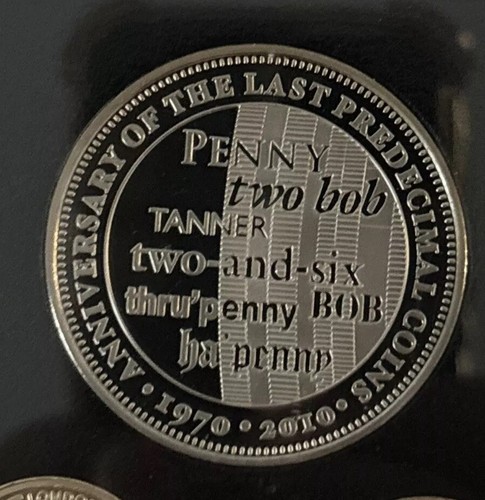 ANNIVERSARY OF THE LAST PREDECIMAL COINS
PENNY
two bob
TANNER
two-and-six
thru'penny BOB
ha'penny
• 1970 • 2010 •
LONDON